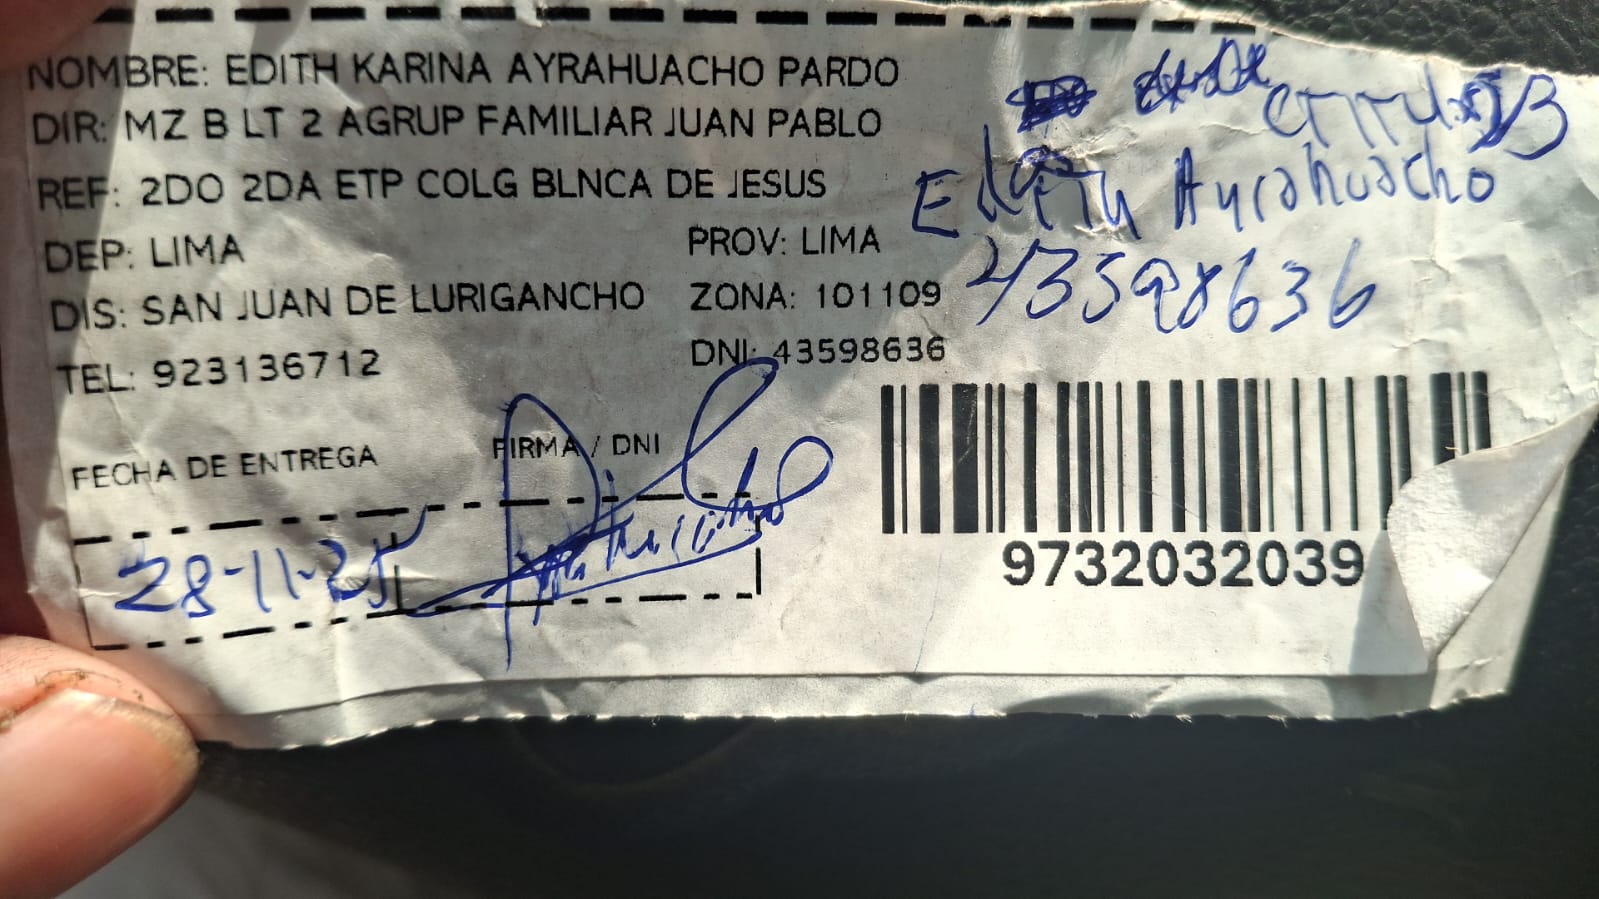 NOMBRE: EDITH KARINA AYRAHUACHO PARDO
DIR: MZ B LT 2 AGRUP FAMILIAR JUAN PABLO
REF: 2DO 2DA ETP COLG BLNCA DE JESUS
DEP: LIMA PROV: LIMA
DIS: SAN JUAN DE LURIGANCHO ZONA: 101109
TEL: 923136712 DNI: 43598636
Edith Ayrahuacho
43598636
FECHA DE ENTREGA FIRMA / DNI
28-11-25
9732032039